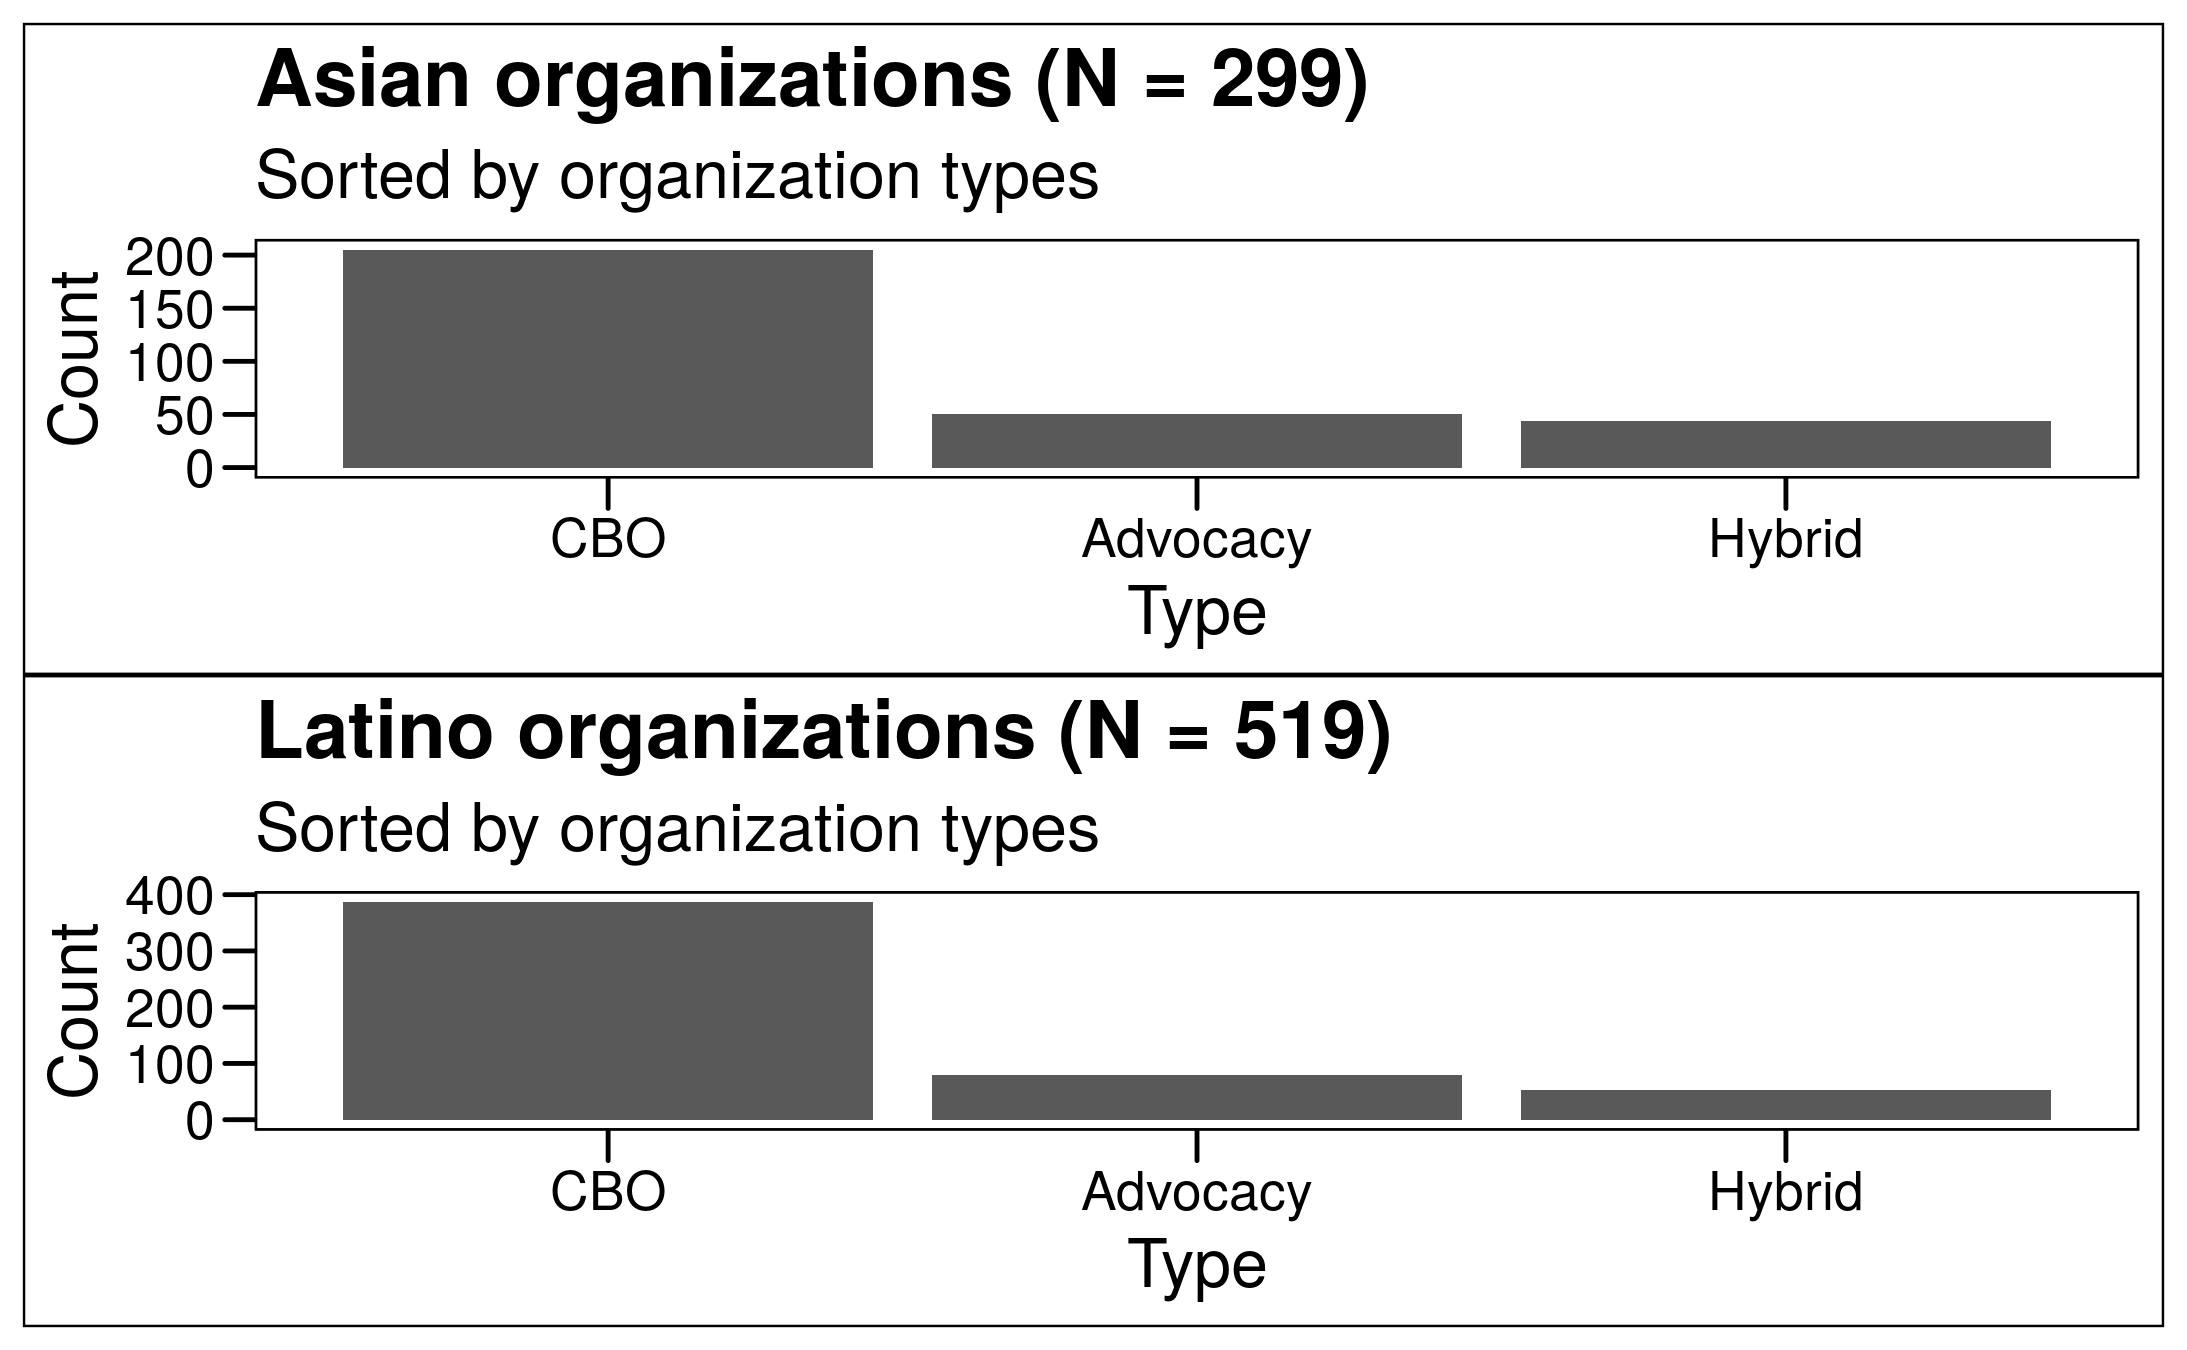 Asian organizations (N = 299)
Sorted by organization types
Count
200
150
100
50
0
CBO Advocacy Hybrid
Type
Latino organizations (N = 519)
Sorted by organization types
Count
400
300
200
100
0
CBO Advocacy Hybrid
Type